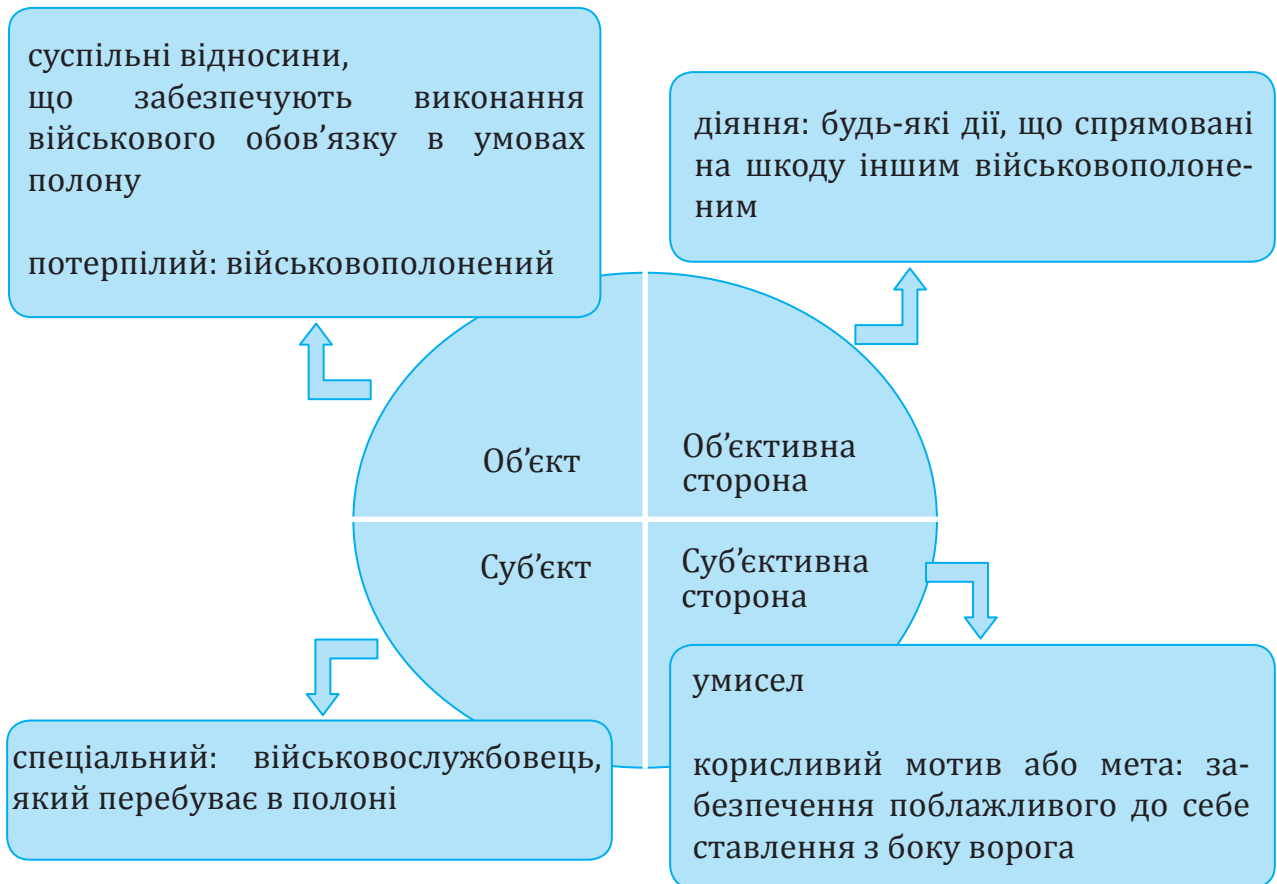 суспільні відносини,
що забезпечують виконання
військового обов’язку в умовах
полону
потерпілий: військовополонений
діяння: будь-які дії, що спрямовані
на шкоду іншим військовополоне-
ним
Об’єкт
Об’єктивна
сторона
Суб’єкт
Суб’єктивна
сторона
спеціальний: військовослужбовець,
який перебуває в полоні
умисел
корисливий мотив або мета: за-
безпечення поблажливого до себе
ставлення з боку ворога